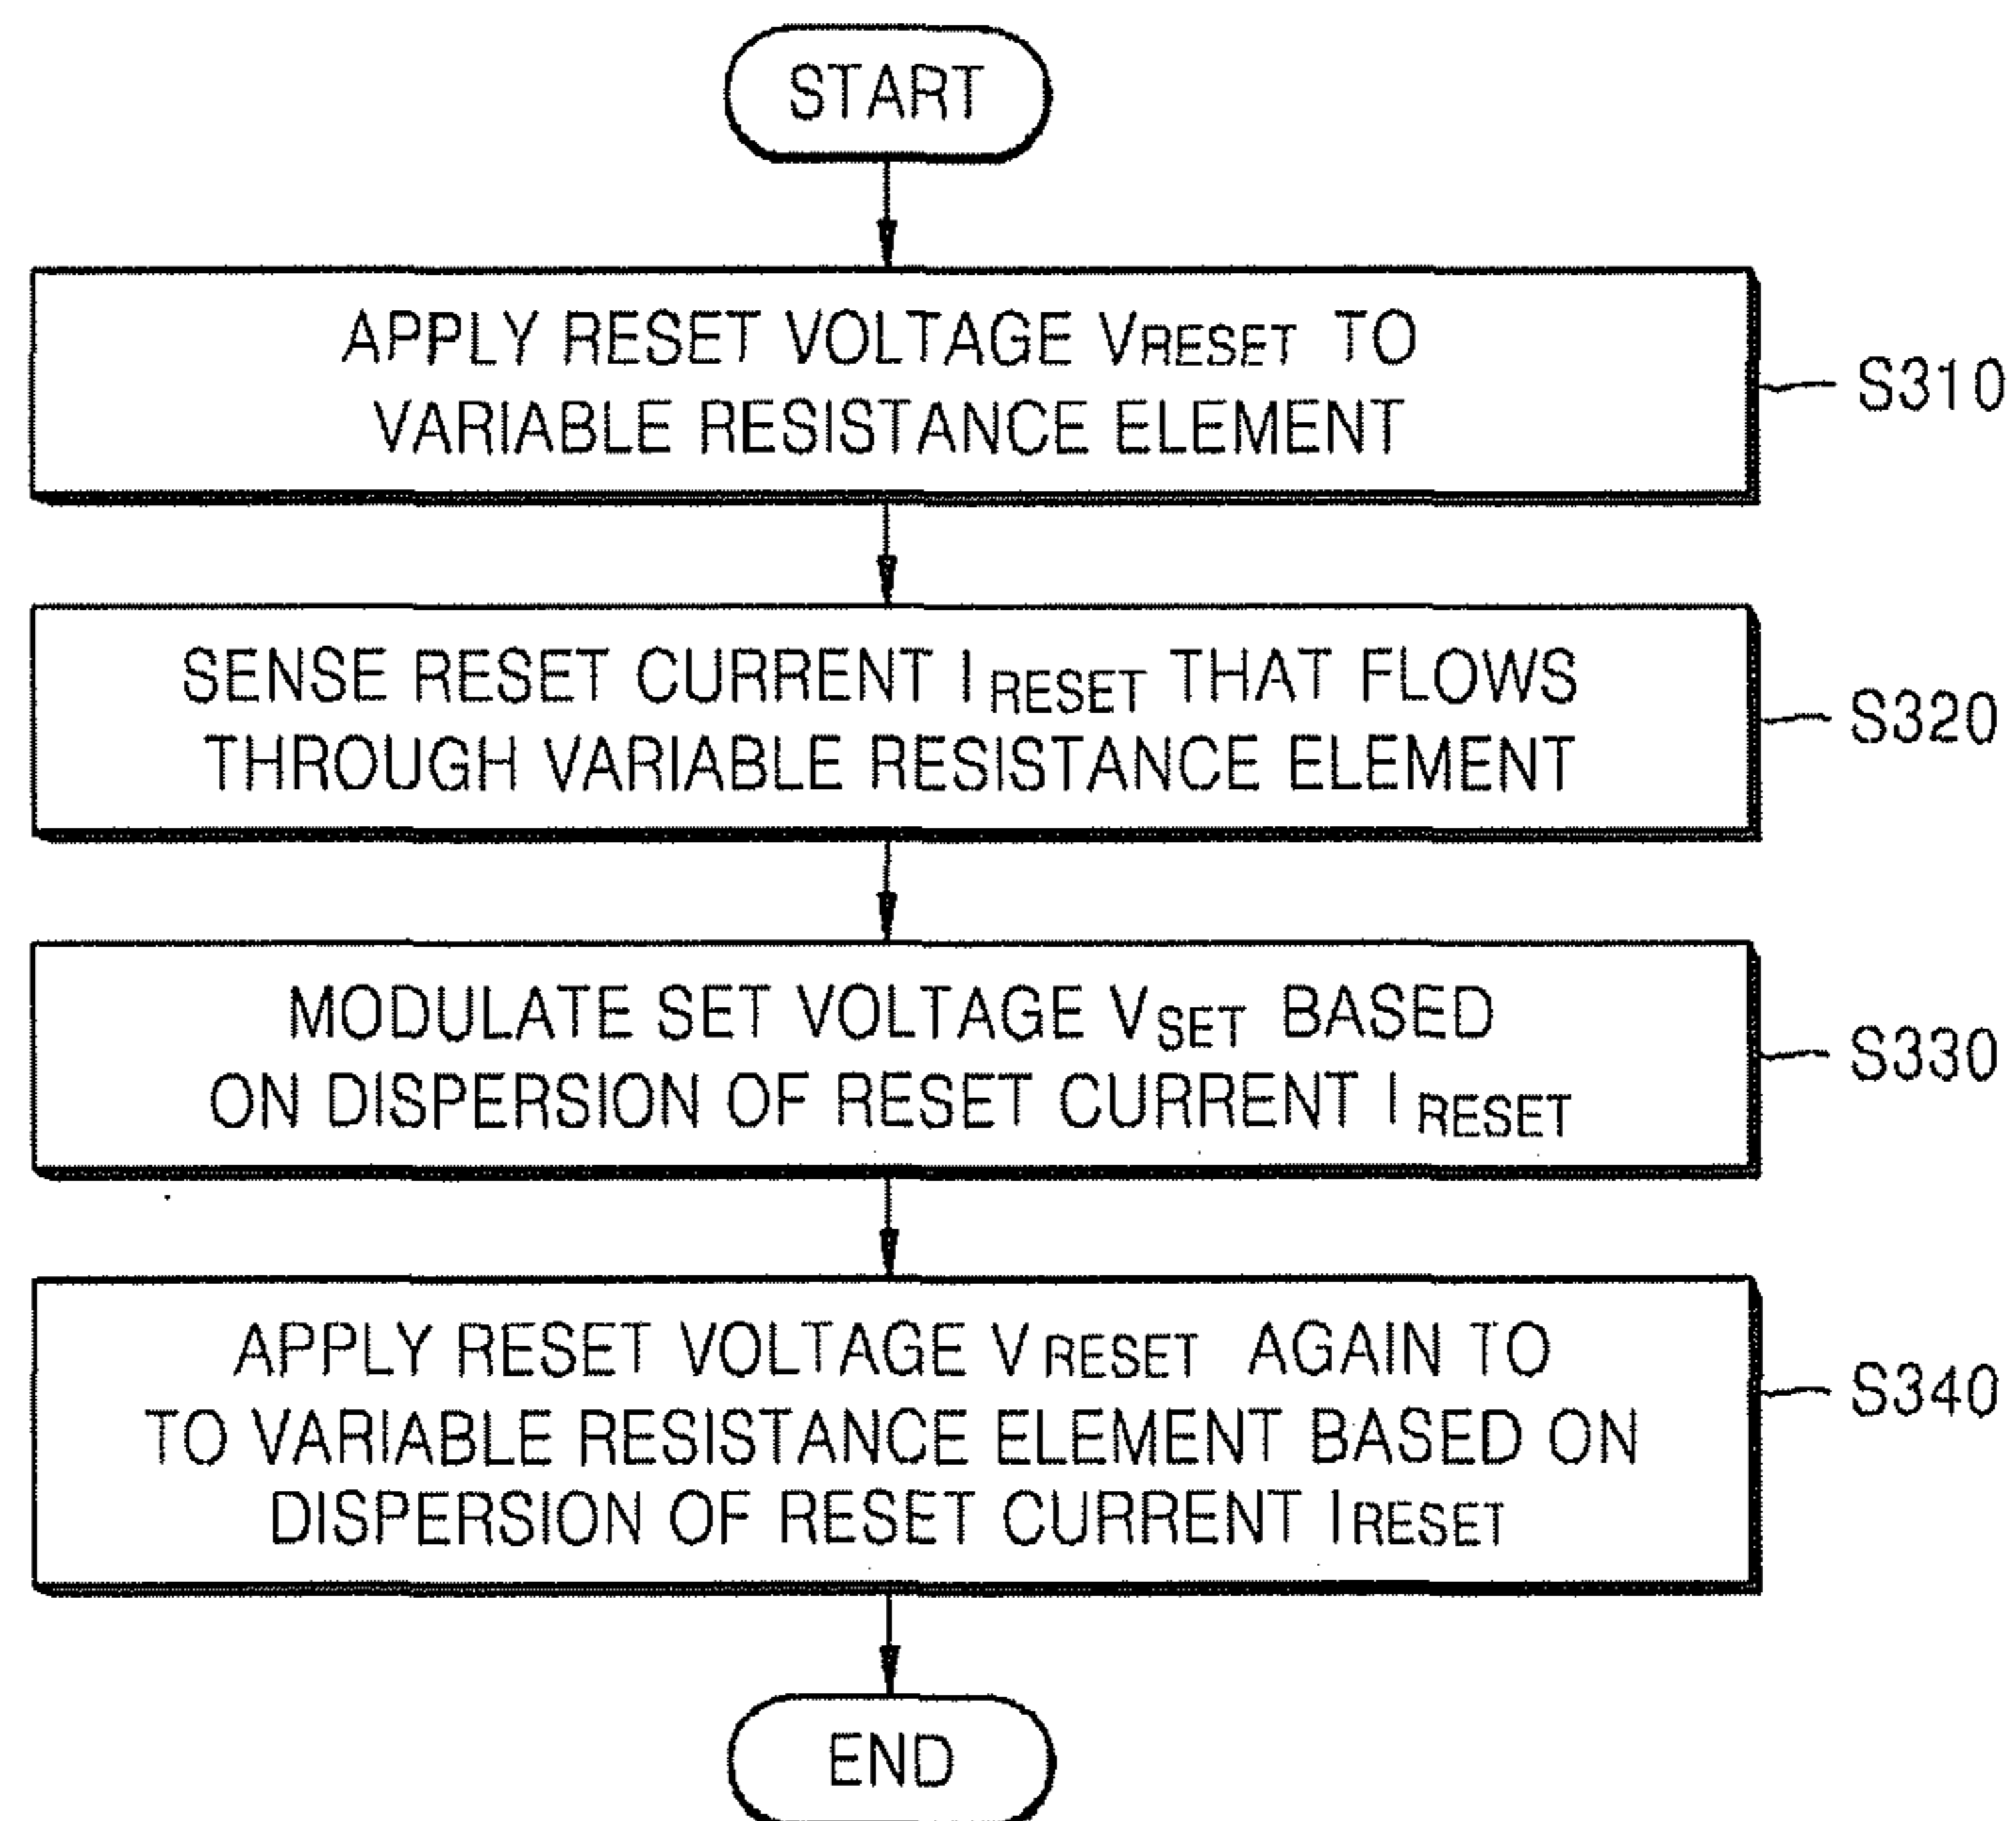 START
APPLY RESET VOLTAGE VRESET TO
VARIABLE RESISTANCE ELEMENT
S310
SENSE RESET CURRENT IRESET THAT FLOWS
THROUGH VARIABLE RESISTANCE ELEMENT
S320
MODULATE SET VOLTAGE VSET BASED
ON DISPERSION OF RESET CURRENT IRESET
S330
APPLY RESET VOLTAGE VRESET AGAIN TO
TO VARIABLE RESISTANCE ELEMENT BASED ON
DISPERSION OF RESET CURRENT IRESET
S340
END